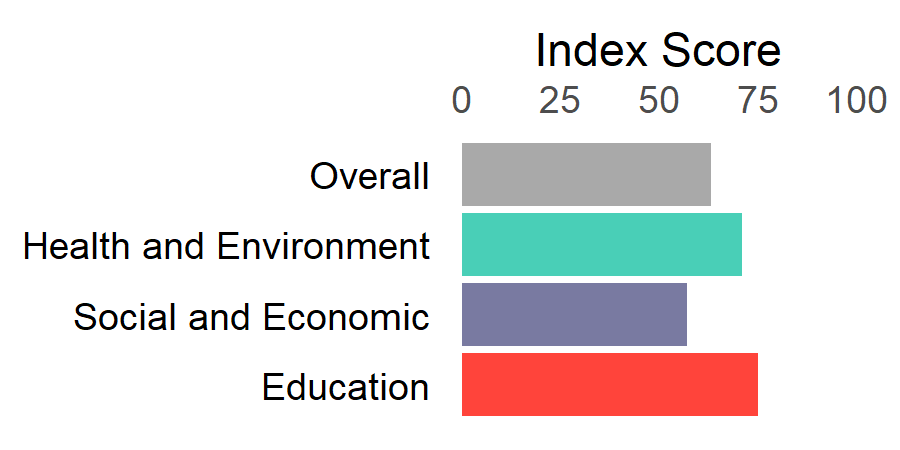 Index Score
0 25 50 75 100
Overall
Health and Environment
Social and Economic
Education